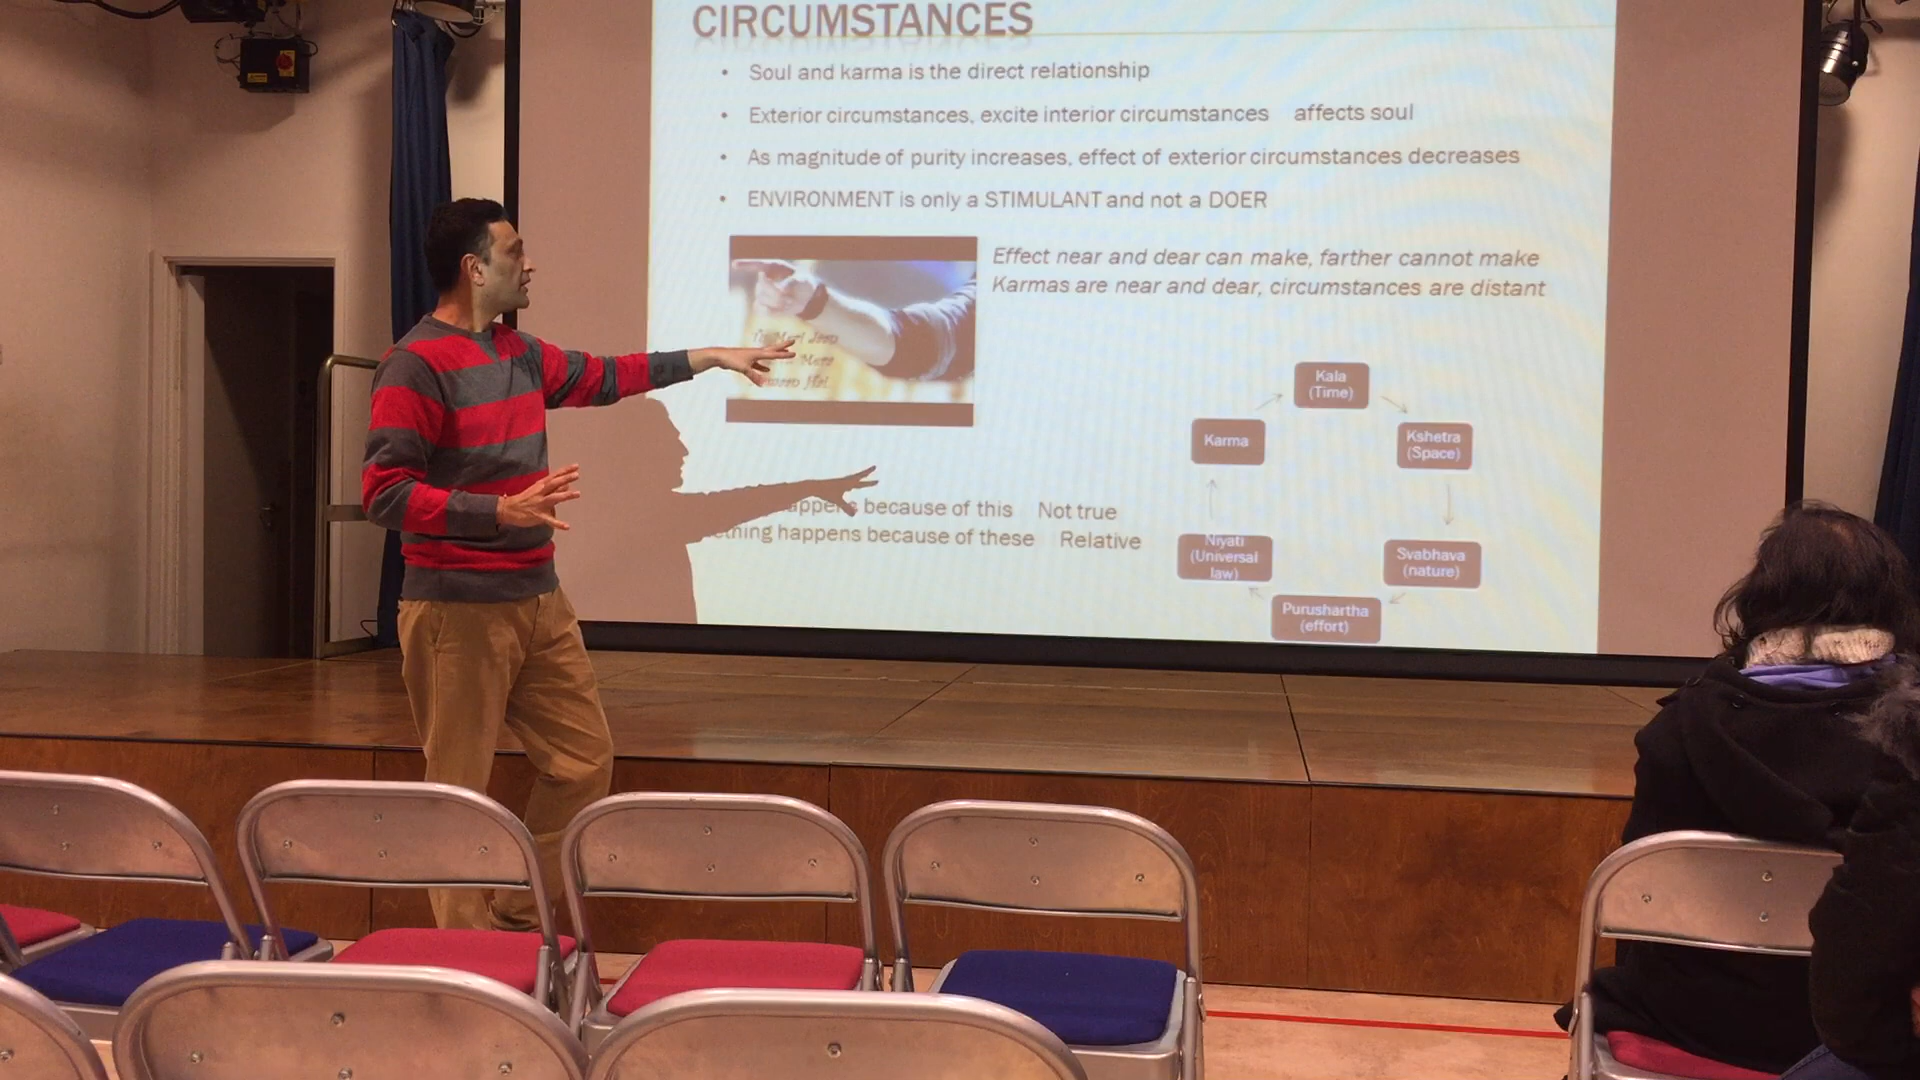 CIRCUMSTANCES
• Soul and karma is the direct relationship
• Exterior circumstances, excite interior circumstances affects soul
• As magnitude of purity increases, effect of exterior circumstances decreases
• ENVIRONMENT is only a STIMULANT and not a DOER
Effect near and dear can make, farther cannot make
Karmas are near and dear, circumstances are distant
because of this Not true
happens because of these Relative
Kala
(Time)
Kshetra
(Space)
Svabhava
(nature)
Purushartha
(effort)
Niyati
(Universal
law)
Karma